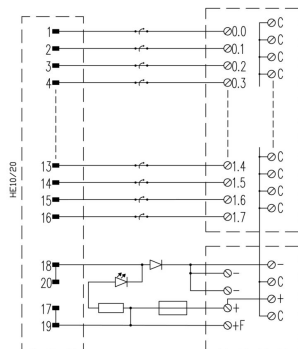 1 0.0 C
2 0.1 C
3 0.2 C
4 0.3 C
HE10/20
13 1.4 C
14 1.5 C
15 1.6 C
16 1.7 C
18 - -
20 -
17 + +
19 +F C